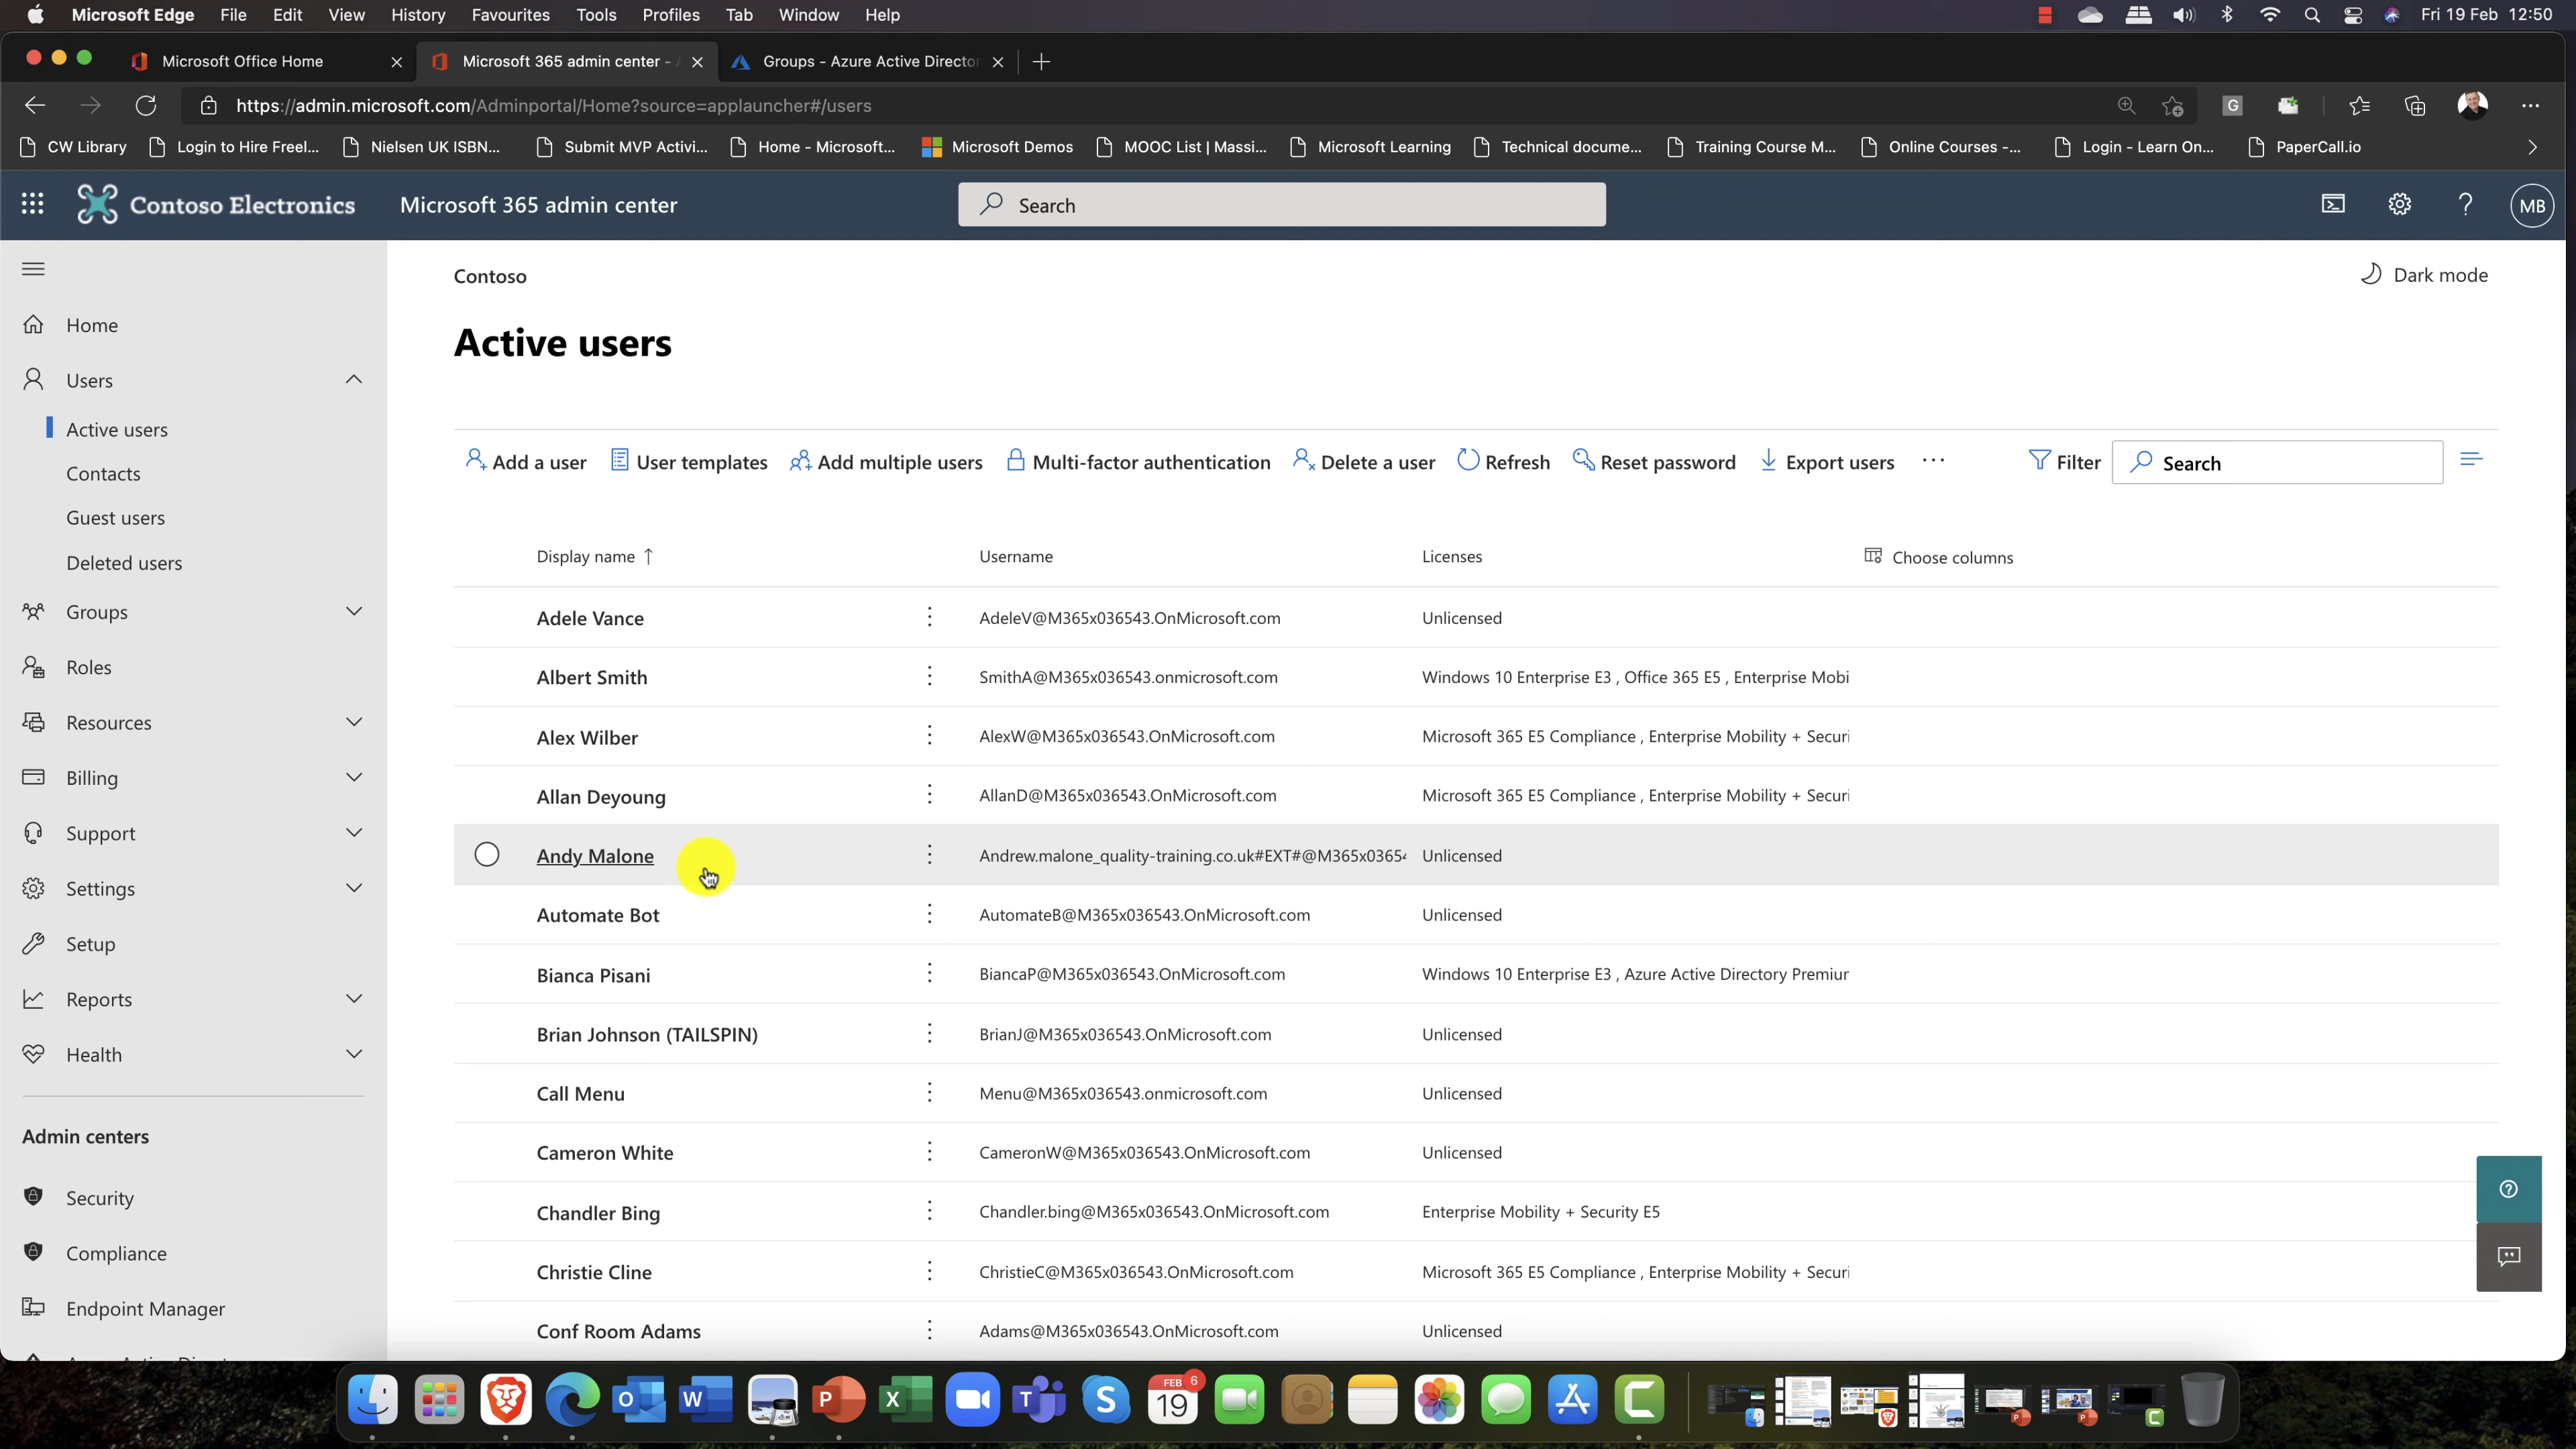 Microsoft Edge File Edit View History Favourites Tools Profiles Tab Window Help Fri 19 Feb 12:50
Microsoft Office Home Microsoft 365 admin center - Groups - Azure Active Director
https://admin.microsoft.com/Adminportal/Home?source=applauncher#/users
CW Library Login to Hire Freel... Nielsen UK ISBN... Submit MVP Activi... Home - Microsoft... Microsoft Demos MOOC List | Massi... Microsoft Learning Technical docume... Training Course M... Online Courses -... Login - Learn On... PaperCall.io
Contoso Electronics Microsoft 365 admin center Search MB
Contoso Dark mode
Home
Active users
Users
Active users
Contacts
Guest users
Deleted users
Groups
Roles
Resources
Billing
Support
Settings
Setup
Reports
Health
Admin centers
Security
Compliance
Endpoint Manager
Add a user User templates Add multiple users Multi-factor authentication Delete a user Refresh Reset password Export users ... Filter Search
Display name ↑ Username Licenses Choose columns
Adele Vance AdeleV@M365x036543.OnMicrosoft.com Unlicensed
Albert Smith SmithA@M365x036543.onmicrosoft.com Windows 10 Enterprise E3 , Office 365 E5 , Enterprise Mobi
Alex Wilber AlexW@M365x036543.OnMicrosoft.com Microsoft 365 E5 Compliance , Enterprise Mobility + Securi
Allan Deyoung AllanD@M365x036543.OnMicrosoft.com Microsoft 365 E5 Compliance , Enterprise Mobility + Securi
Andy Malone Andrew.malone_quality-training.co.uk#EXT#@M365x03654 Unlicensed
Automate Bot AutomateB@M365x036543.OnMicrosoft.com Unlicensed
Bianca Pisani BiancaP@M365x036543.OnMicrosoft.com Windows 10 Enterprise E3 , Azure Active Directory Premiur
Brian Johnson (TAILSPIN) BrianJ@M365x036543.OnMicrosoft.com Unlicensed
Call Menu Menu@M365x036543.onmicrosoft.com Unlicensed
Cameron White CameronW@M365x036543.OnMicrosoft.com Unlicensed
Chandler Bing Chandler.bing@M365x036543.OnMicrosoft.com Enterprise Mobility + Security E5
Christie Cline ChristieC@M365x036543.OnMicrosoft.com Microsoft 365 E5 Compliance , Enterprise Mobility + Securi
Conf Room Adams Adams@M365x036543.OnMicrosoft.com Unlicensed
FEB 6
19